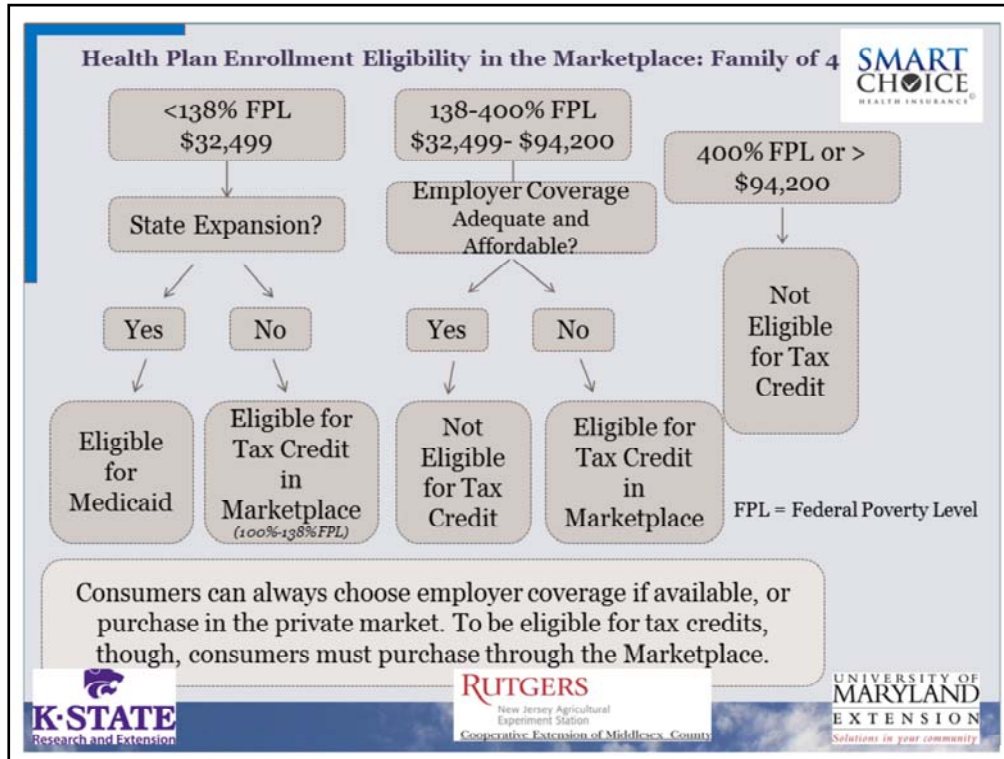 Health Plan Enrollment Eligibility in the Marketplace: Family of 4
SMART
CHOICE
HEALTH INSURANCE©
<138% FPL
$32,499
138-400% FPL
$32,499- $94,200
400% FPL or >
$94,200
State Expansion?
Employer Coverage
Adequate and
Affordable?
Yes
No
Yes
No
Not
Eligible
for Tax
Credit
Eligible
for
Medicaid
Eligible for
Tax Credit
in
Marketplace
(100%-138%FPL)
Not
Eligible
for Tax
Credit
Eligible for
Tax Credit
in
Marketplace
FPL = Federal Poverty Level
Consumers can always choose employer coverage if available, or
purchase in the private market. To be eligible for tax credits,
though, consumers must purchase through the Marketplace.
K-STATE
Research and Extension
RUTGERS
New Jersey Agricultural
Experiment Station
Cooperative Extension of Middlesex County
UNIVERSITY OF
MARYLAND
EXTENSION
Solutions in your community